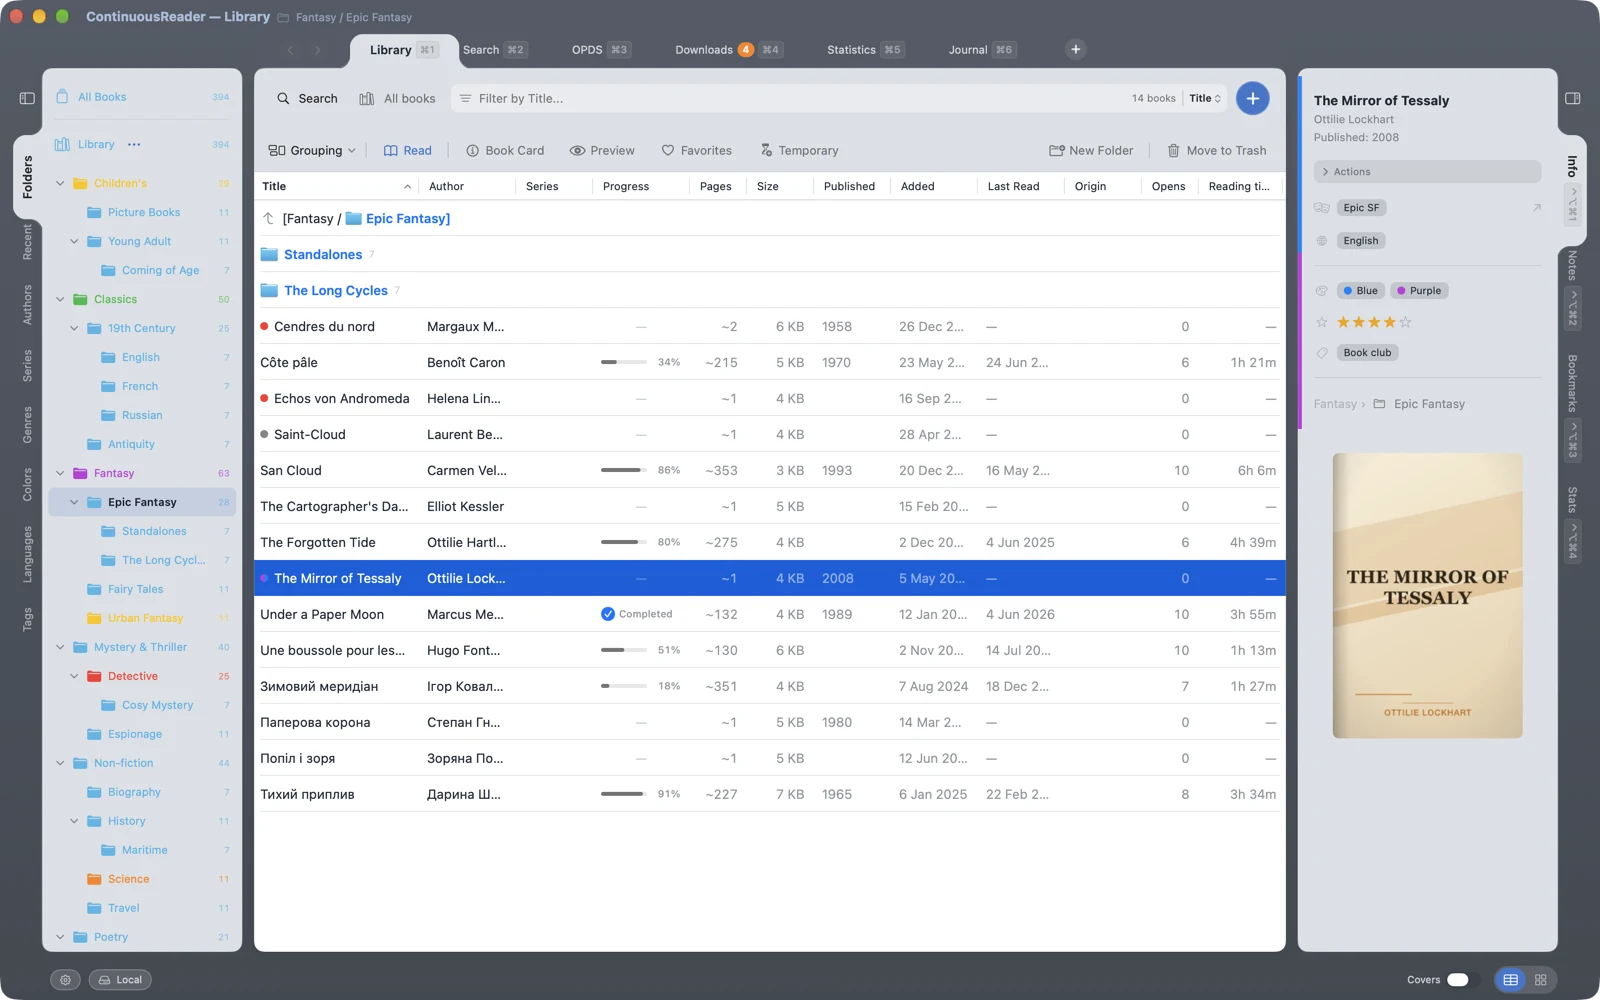 ContinuousReader — Library Fantasy / Epic Fantasy
Library ⌘1 Search ⌘2 OPDS ⌘3 Downloads 4 ⌘4 Statistics ⌘5 Journal ⌘6 +
Folders
Recent
Authors
Series
Genres
Colors
Languages
Tags
All Books 394
Library ••• 394
Children's 29
Picture Books 11
Young Adult 11
Coming of Age 7
Classics 50
19th Century 25
English 7
French 7
Russian 7
Antiquity 7
Fantasy 63
Epic Fantasy 28
Standalones 7
The Long Cycl... 7
Fairy Tales 11
Urban Fantasy 11
Mystery & Thriller 40
Detective 25
Cosy Mystery 7
Espionage 11
Non-fiction 44
Biography 7
History 11
Maritime 7
Science 11
Travel 11
Poetry 21
Search All books Filter by Title... 14 books Title +
Grouping Read Book Card Preview Favorites Temporary New Folder Move to Trash
Title Author Series Progress Pages Size Published Added Last Read Origin Opens Reading ti...
[Fantasy / Epic Fantasy]
Standalones 7
The Long Cycles 7
Cendres du nord Margaux M... — ~2 6 KB 1958 26 Dec 2... — 0 —
Côte pâle Benoît Caron 34% ~215 5 KB 1970 23 May 2... 24 Jun 2... 6 1h 21m
Echos von Andromeda Helena Lin... — ~1 4 KB 16 Sep 2... — 0 —
Saint-Cloud Laurent Be... — ~1 4 KB 28 Apr 2... — 0 —
San Cloud Carmen Vel... 86% ~353 3 KB 1993 20 Dec 2... 16 May 2... 10 6h 6m
The Cartographer's Da... Elliot Kessler — ~1 5 KB 15 Feb 20... — 0 —
The Forgotten Tide Ottilie Hartl... 80% ~275 4 KB 2 Dec 20... 4 Jun 2025 6 4h 39m
The Mirror of Tessaly Ottilie Lock... — ~1 4 KB 2008 5 May 20... — 0 —
Under a Paper Moon Marcus Me... Completed ~132 4 KB 1989 12 Jan 20... 4 Jun 2026 10 3h 55m
Une boussole pour les... Hugo Font... 51% ~130 6 KB 2 Nov 20... 14 Jul 20... 10 1h 13m
Зимовий меридіан Ігор Ковал... 18% ~351 4 KB 7 Aug 2024 18 Dec 2... 7 1h 27m
Паперова корона Степан Гн... — ~1 5 KB 1980 14 Mar 2... — 0 —
Попіл і зоря Зоряна По... — ~1 5 KB 12 Jun 20... — 0 —
Тихий приплив Дарина Ш... 91% ~227 7 KB 1965 6 Jan 2025 22 Feb 2... 8 3h 34m
The Mirror of Tessaly
Ottilie Lockhart
Published: 2008
Actions
Epic SF
English
Blue Purple
Book club
Fantasy › Epic Fantasy
THE MIRROR OF
TESSALY
OTTILIE LOCKHART
Info ^⌥⌘1
Notes ^⌥⌘2
Bookmarks ^⌥⌘3
Stats ^⌥⌘4
Local
Covers